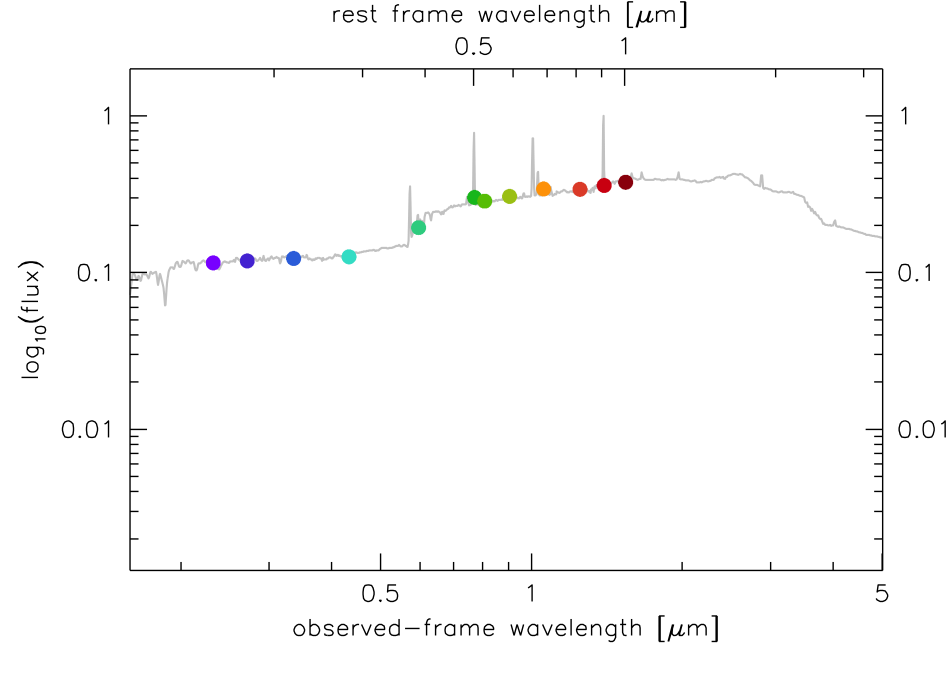 rest frame wavelength [μm]
0.5 1
1 1
0.1 0.1
0.01 0.01
log₁₀(flux)
0.5 1 5
observed-frame wavelength [μm]